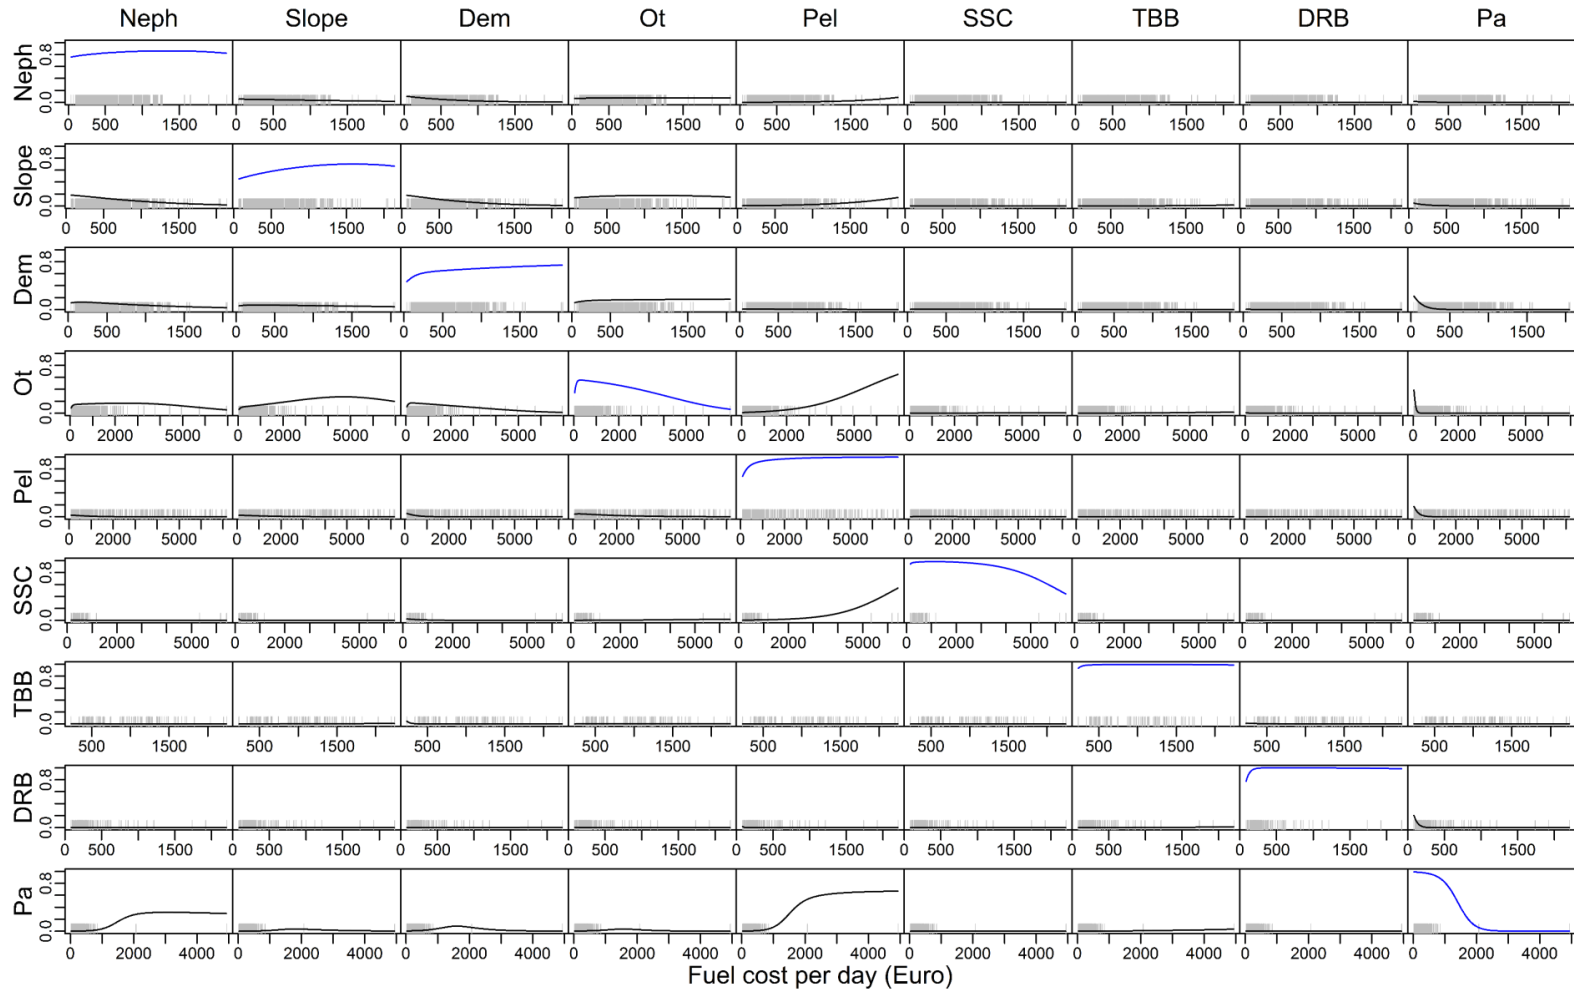 Neph Slope Dem Ot Pel SSC TBB DRB Pa
Neph 0.0 0.8
0 500 1500 0 500 1500 0 500 1500 0 500 1500 0 500 1500 0 500 1500 0 500 1500 0 500 1500 0 500 1500
Slope 0.0 0.8
0 500 1500 0 500 1500 0 500 1500 0 500 1500 0 500 1500 0 500 1500 0 500 1500 0 500 1500 0 500 1500
Dem 0.0 0.8
0 500 1500 0 500 1500 0 500 1500 0 500 1500 0 500 1500 0 500 1500 0 500 1500 0 500 1500 0 500 1500
Ot 0.0 0.8
0 2000 5000 0 2000 5000 0 2000 5000 0 2000 5000 0 2000 5000 0 2000 5000 0 2000 5000 0 2000 5000 0 2000 5000
Pel 0.0 0.8
0 2000 5000 0 2000 5000 0 2000 5000 0 2000 5000 0 2000 5000 0 2000 5000 0 2000 5000 0 2000 5000 0 2000 5000
SSC 0.0 0.8
0 2000 5000 0 2000 5000 0 2000 5000 0 2000 5000 0 2000 5000 0 2000 5000 0 2000 5000 0 2000 5000 0 2000 5000
TBB 0.0 0.8
500 1500 500 1500 500 1500 500 1500 500 1500 500 1500 500 1500 500 1500 500 1500
DRB 0.0 0.8
0 500 1500 0 500 1500 0 500 1500 0 500 1500 0 500 1500 0 500 1500 0 500 1500 0 500 1500 0 500 1500
Pa 0.0 0.8
0 2000 4000 0 2000 4000 0 2000 4000 0 2000 4000 0 2000 4000 0 2000 4000 0 2000 4000 0 2000 4000 0 2000 4000
Fuel cost per day (Euro)